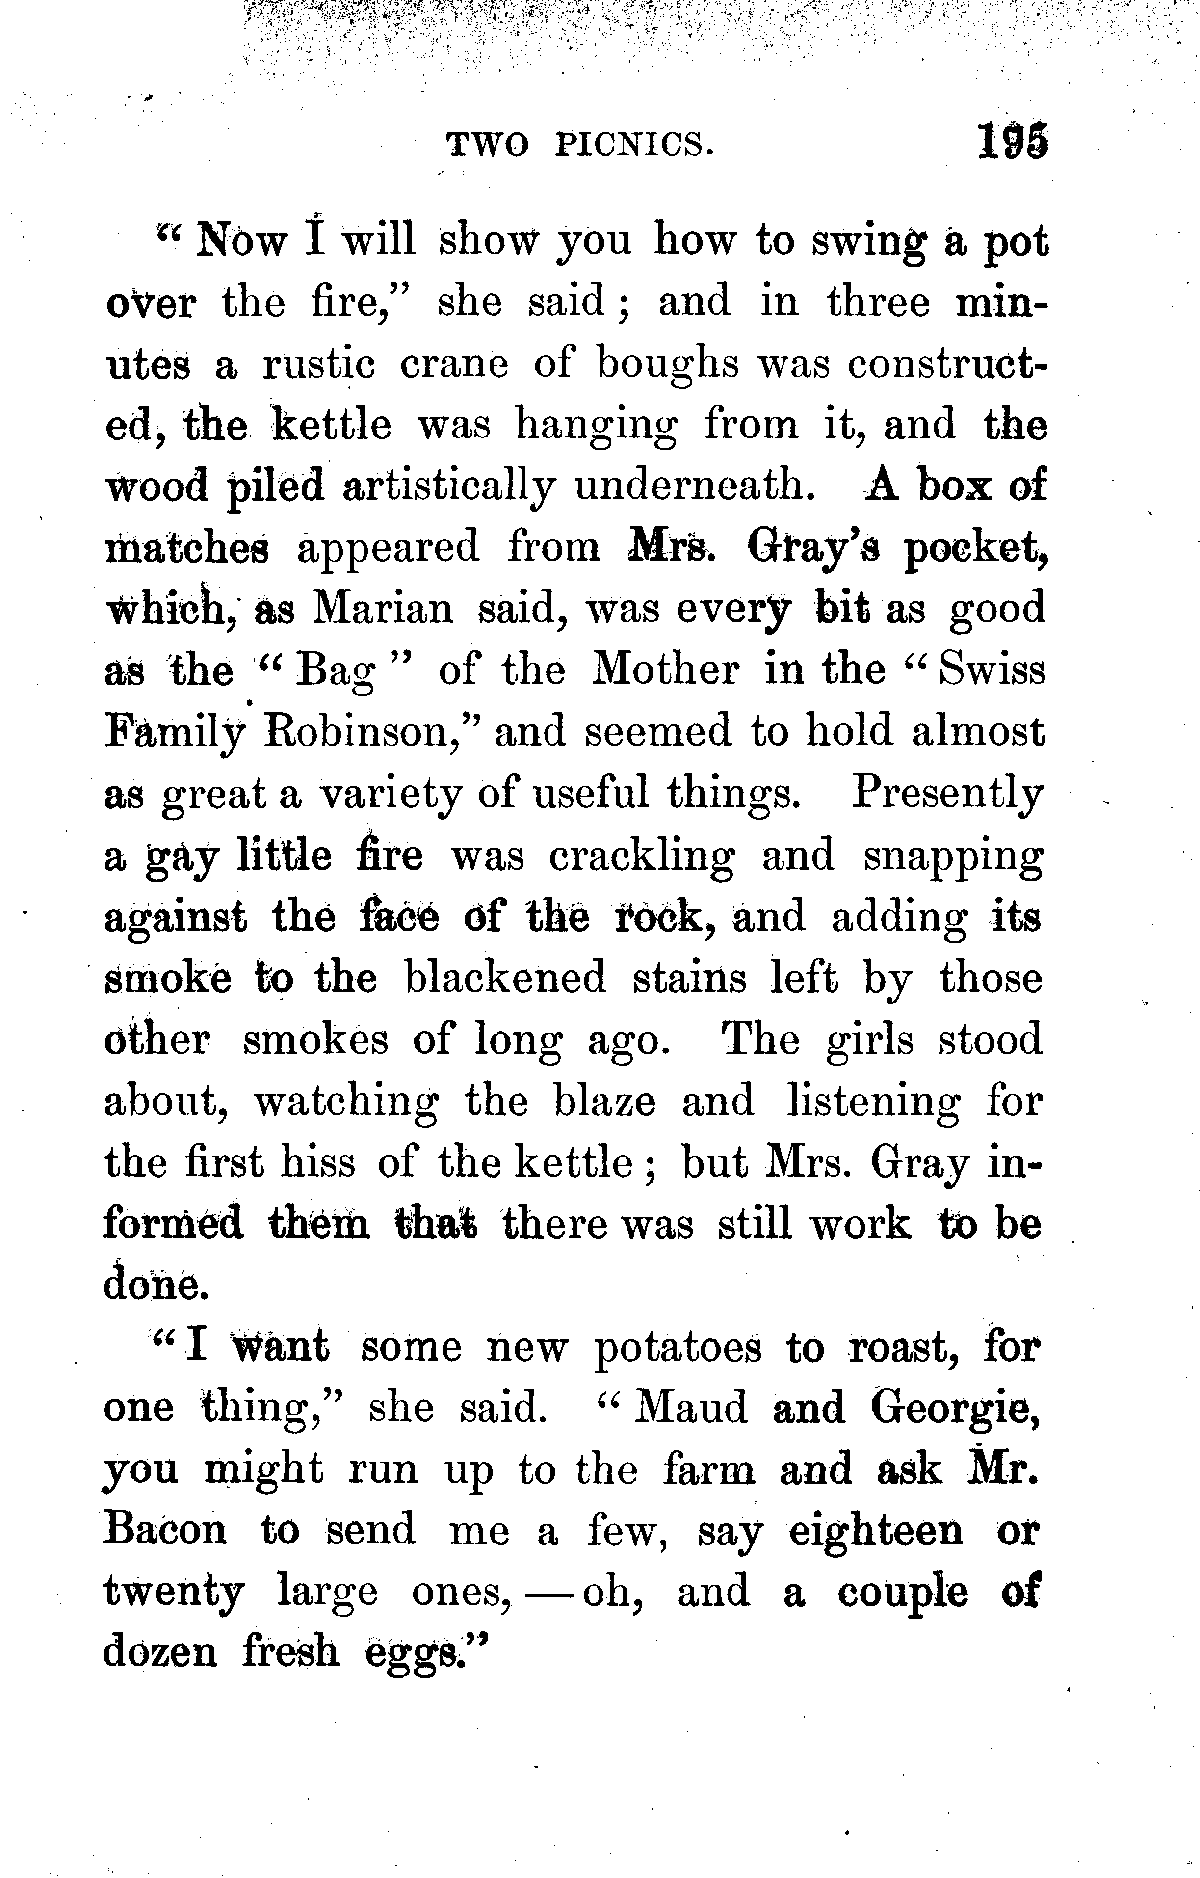 TWO PICNICS. 195
“Now I will show you how to swing a pot
over the fire,” she said; and in three min-
utes a rustic crane of boughs was construct-
ed, the kettle was hanging from it, and the
wood piled artistically underneath. A box of
matches appeared from Mrs. Gray’s pocket,
which, as Marian said, was every bit as good
as the “Bag” of the Mother in the “Swiss
Family Robinson,” and seemed to hold almost
as great a variety of useful things. Presently
a gay little fire was crackling and snapping
against the face of the rock, and adding its
smoke to the blackened stains left by those
other smokes of long ago. The girls stood
about, watching the blaze and listening for
the first hiss of the kettle; but Mrs. Gray in-
formed them that there was still work to be
done.
“I want some new potatoes to roast, for
one thing,” she said. “Maud and Georgie,
you might run up to the farm and ask Mr.
Bacon to send me a few, say eighteen or
twenty large ones,—oh, and a couple of
dozen fresh eggs.”